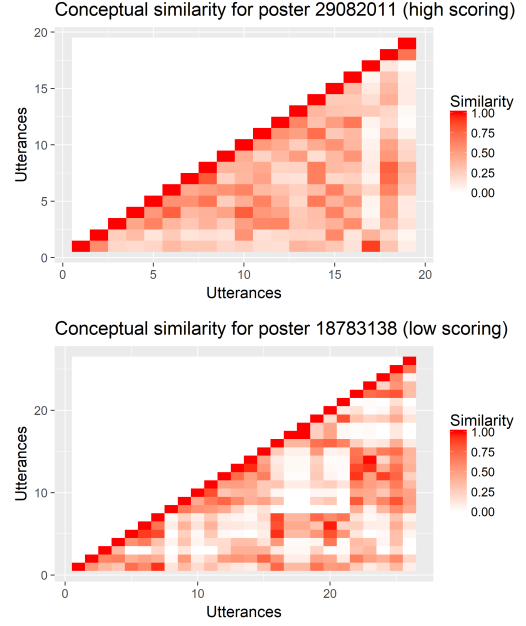 Conceptual similarity for poster 29082011 (high scoring)
20
15
10
5
0
Utterances
0 5 10 15 20
Utterances
Similarity
1.00
0.75
0.50
0.25
0.00
Conceptual similarity for poster 18783138 (low scoring)
20
10
0
Utterances
0 10 20
Utterances
Similarity
1.00
0.75
0.50
0.25
0.00